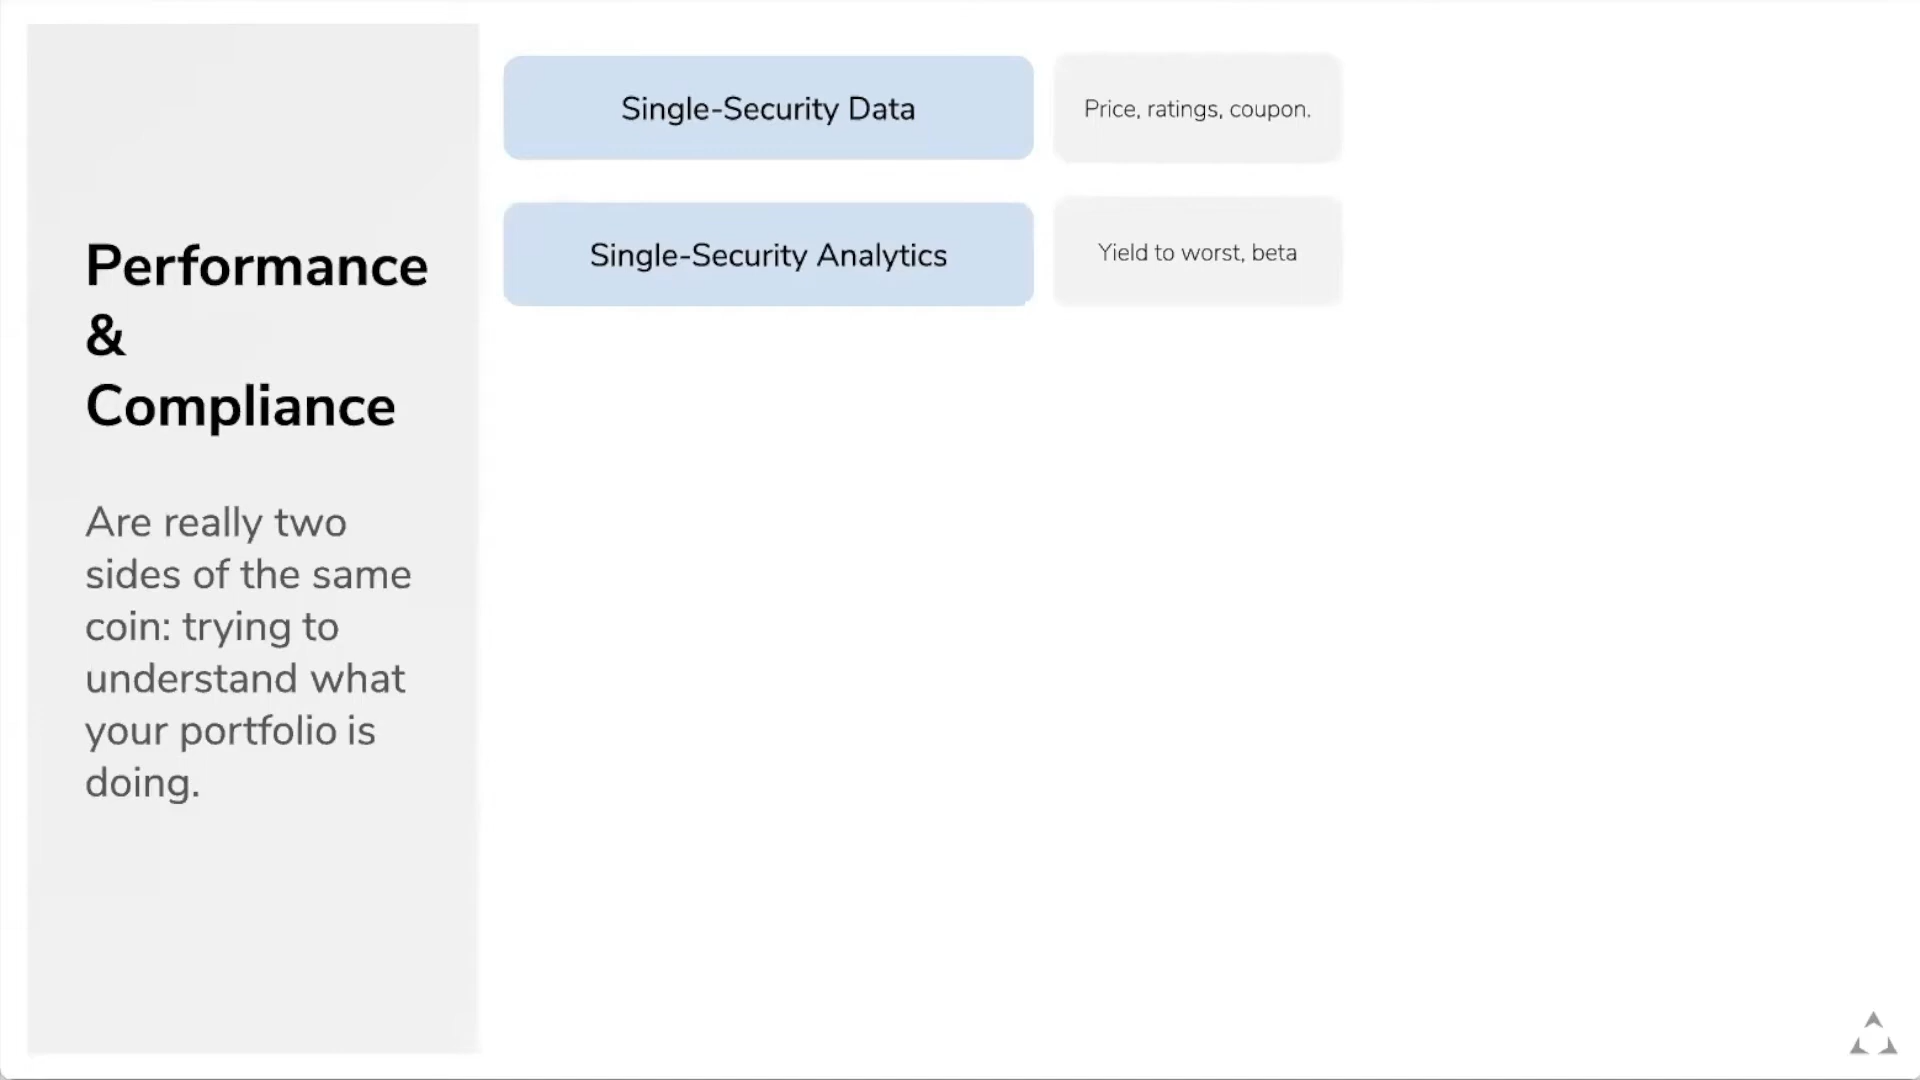 Performance
&
Compliance
Are really two
sides of the same
coin: trying to
understand what
your portfolio is
doing.
Single-Security Data
Price, ratings, coupon.
Single-Security Analytics
Yield to worst, beta